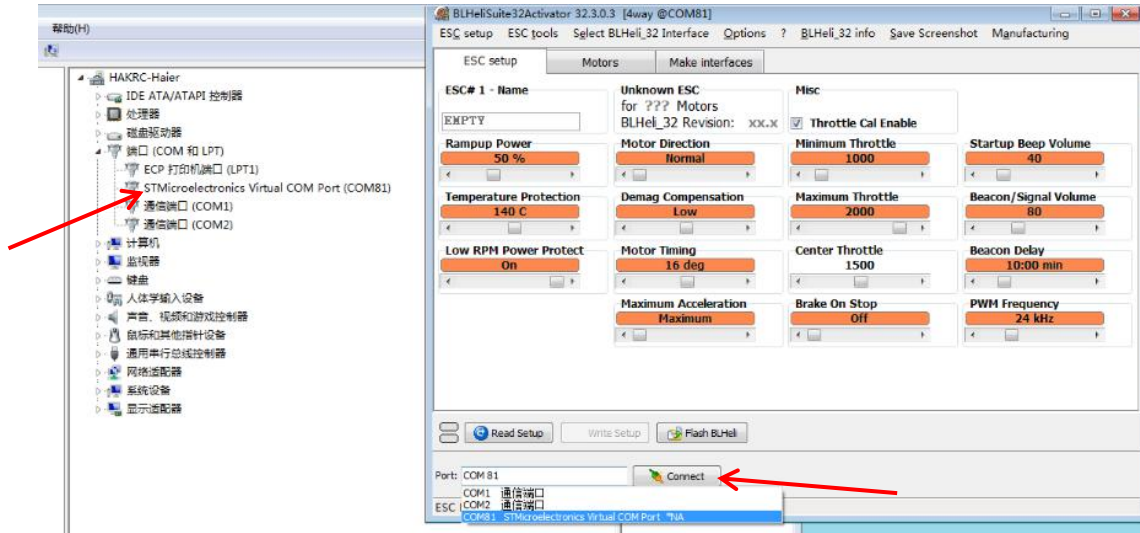 帮助(H)
HAKRC-Haier
IDE ATA/ATAPI 控制器
处理器
磁盘驱动器
端口 (COM 和 LPT)
ECP 打印机端口 (LPT1)
STMicroelectronics Virtual COM Port (COM81)
通信端口 (COM1)
通信端口 (COM2)
计算机
监视器
键盘
人体学输入设备
声音、视频和游戏控制器
鼠标和其他指针设备
通用串行总线控制器
网络适配器
系统设备
显示适配器
BLHeliSuite32Activator 32.3.0.3 [4way @COM81]
ESC setup ESC tools Select BLHeli_32 Interface Options ? BLHeli_32 info Save Screenshot Manufacturing
ESC setup Motors Make interfaces
ESC# 1 - Name
EMPTY
Unknown ESC
for ??? Motors
BLHeli_32 Revision: xx.x
Misc
Throttle Cal Enable
Rampup Power
50 %
Motor Direction
Normal
Minimum Throttle
1000
Startup Beep Volume
40
Temperature Protection
140 C
Demag Compensation
Low
Maximum Throttle
2000
Beacon/Signal Volume
80
Low RPM Power Protect
On
Motor Timing
16 deg
Center Throttle
1500
Beacon Delay
10:00 min
Maximum Acceleration
Maximum
Brake On Stop
Off
PWM Frequency
24 kHz
Read Setup Write Setup Flash BLHeli
Port: COM 81 Connect
COM1 通信端口
COM2 通信端口
COM81 STMicroelectronics Virtual COM Port *NA
ESC